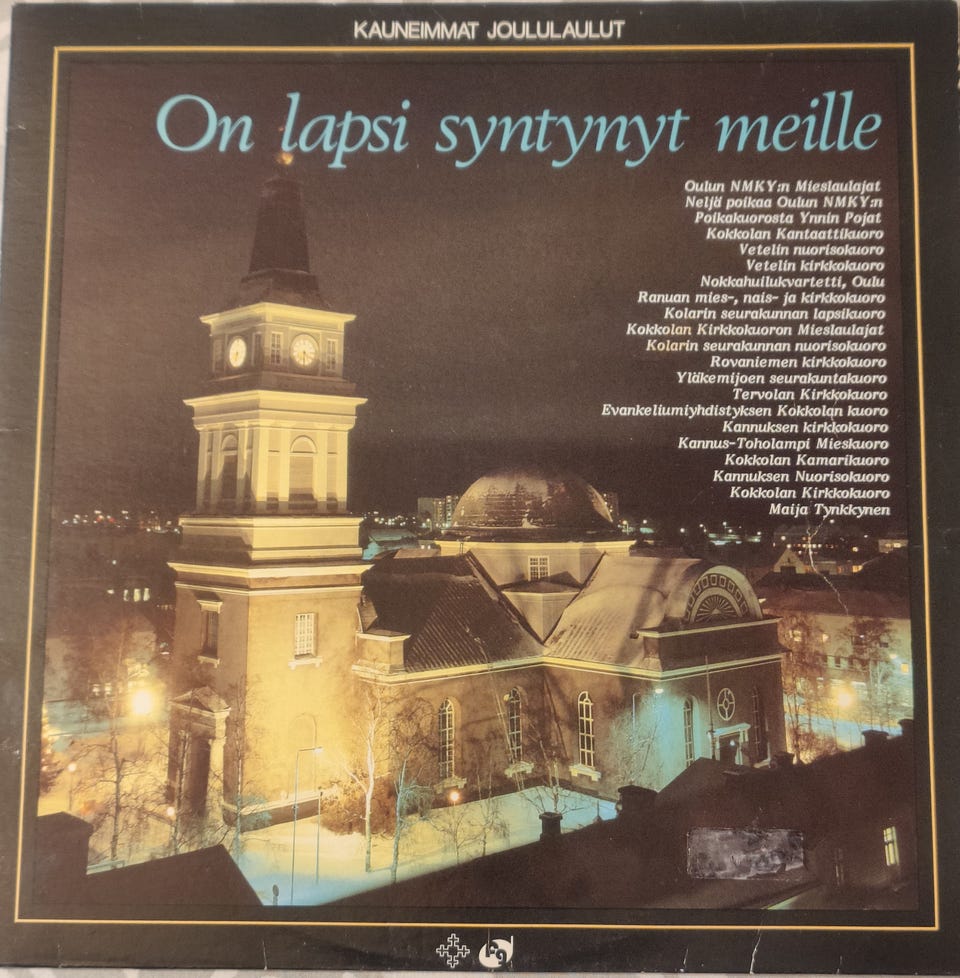 KAUNEIMMAT JOULULAULUT
On lapsi syntynyt meille
Oulun NMKY:n Mieslaulajat
Neljä poikaa Oulun NMKY:n
Poikakuorosta Ynnin Pojat
Kokkolan Kantaattikuoro
Vetelin nuorisokuoro
Vetelin kirkkokuoro
Nokkahuilukvartetti, Oulu
Ranuan mies-, nais- ja kirkkokuoro
Kolarin seurakunnan lapsikuoro
Kokkolan Kirkkokuoron Mieslaulajat
Kolarin seurakunnan nuorisokuoro
Rovaniemen kirkkokuoro
Yläkemijoen seurakuntakuoro
Tervolan Kirkkokuoro
Evankeliumiyhdistyksen Kokkolan kuoro
Kannuksen kirkkokuoro
Kannus-Toholampi Mieskuoro
Kokkolan Kamarikuoro
Kannuksen Nuorisokuoro
Kokkolan Kirkkokuoro
Maija Tynkkynen